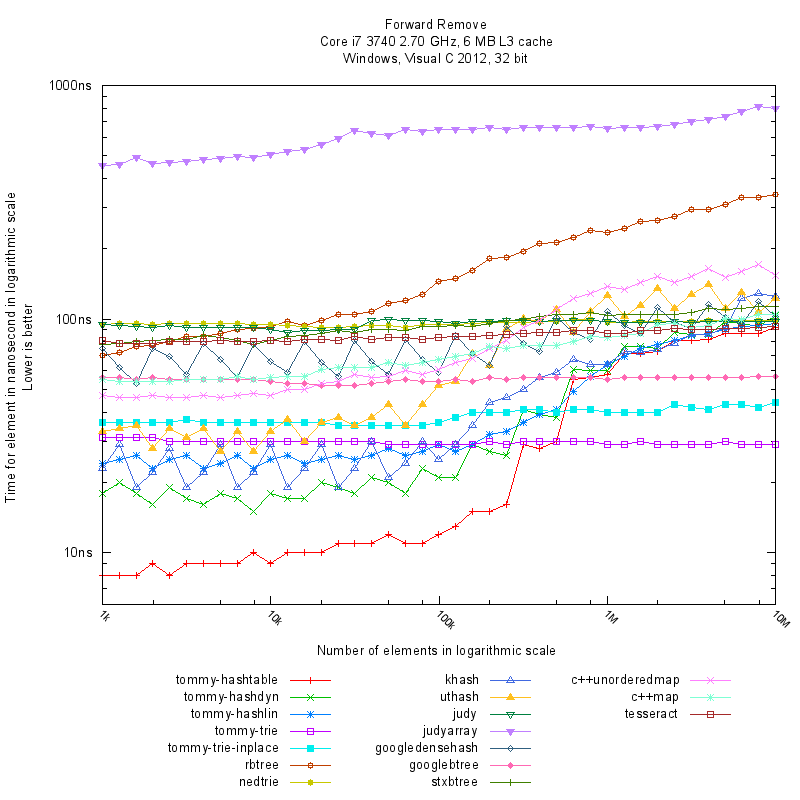 Forward Remove
Core i7 3740 2.70 GHz, 6 MB L3 cache
Windows, Visual C 2012, 32 bit
Time for element in nanosecond in logarithmic scale
Lower is better
1000ns
100ns
10ns
1k
10k
100k
1M
10M
Number of elements in logarithmic scale
tommy-hashtable
tommy-hashdyn
tommy-hashlin
tommy-trie
tommy-trie-inplace
rbtree
nedtrie
khash
uthash
judy
judyarray
googledensehash
googlebtree
stxbtree
c++unorderedmap
c++map
tesseract